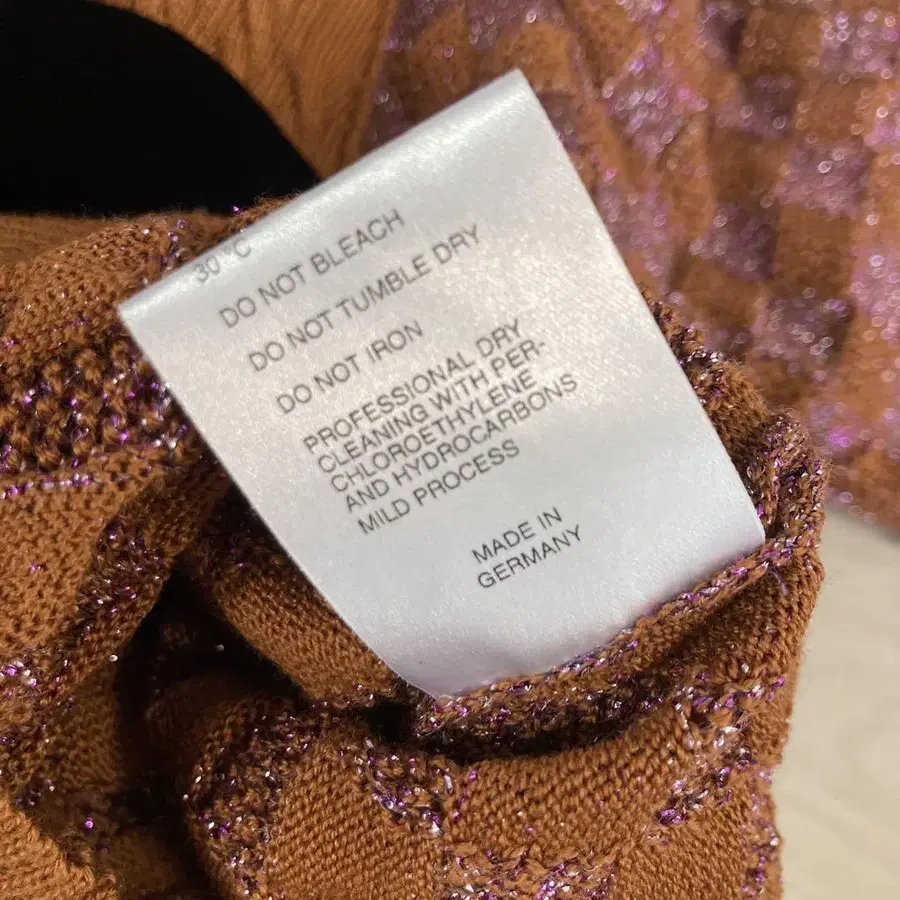 30 °C
DO NOT BLEACH
DO NOT TUMBLE DRY
DO NOT IRON
PROFESSIONAL DRY
CLEANING WITH PER-
CHLOROETHYLENE
AND HYDROCARBONS
MILD PROCESS
MADE IN
GERMANY